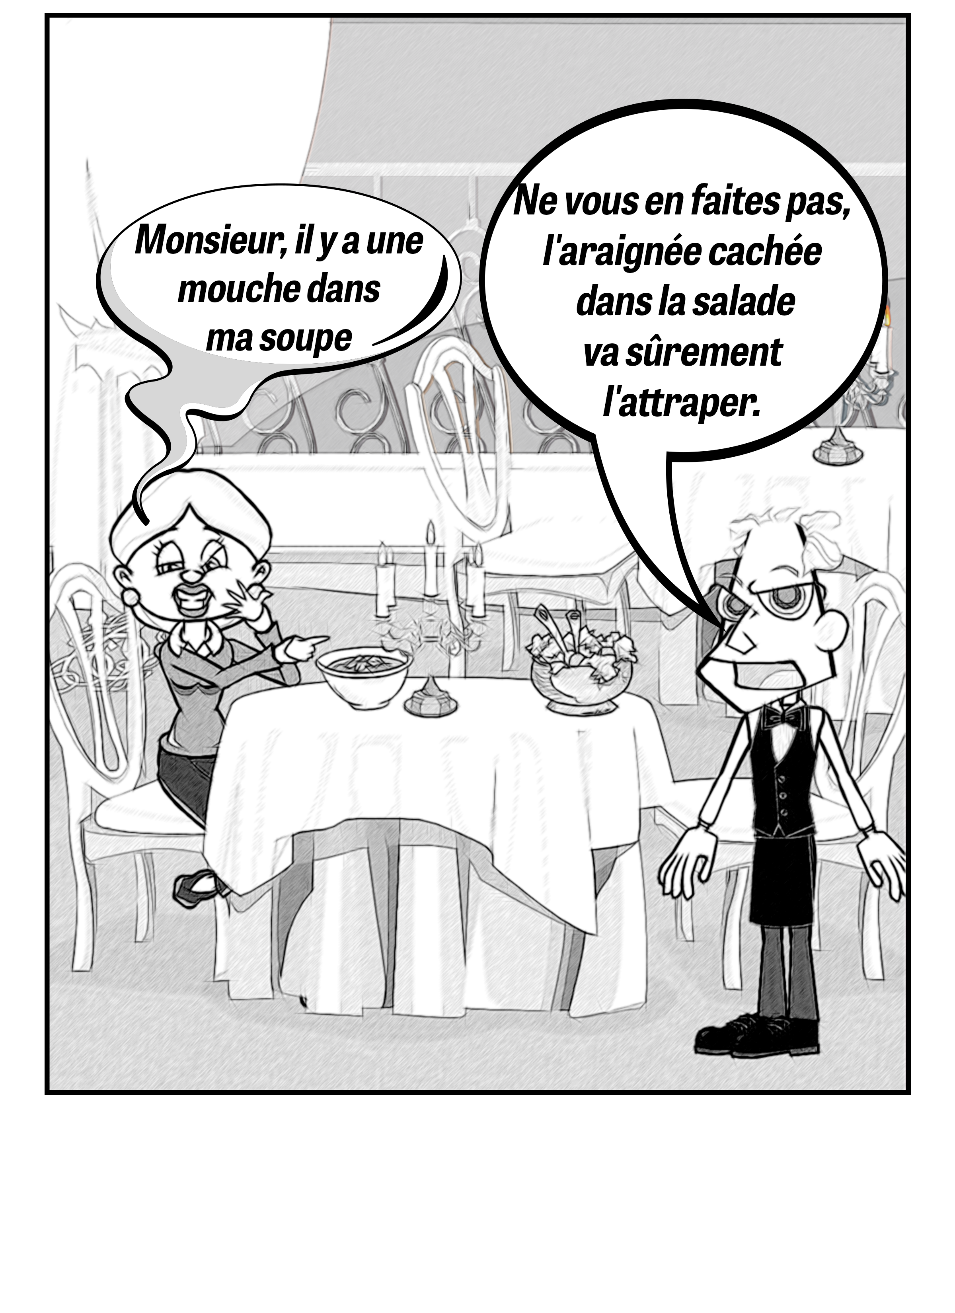 Monsieur, il y a une
mouche dans
ma soupe
Ne vous en faites pas,
l'araignée cachée
dans la salade
va sûrement
l'attraper.